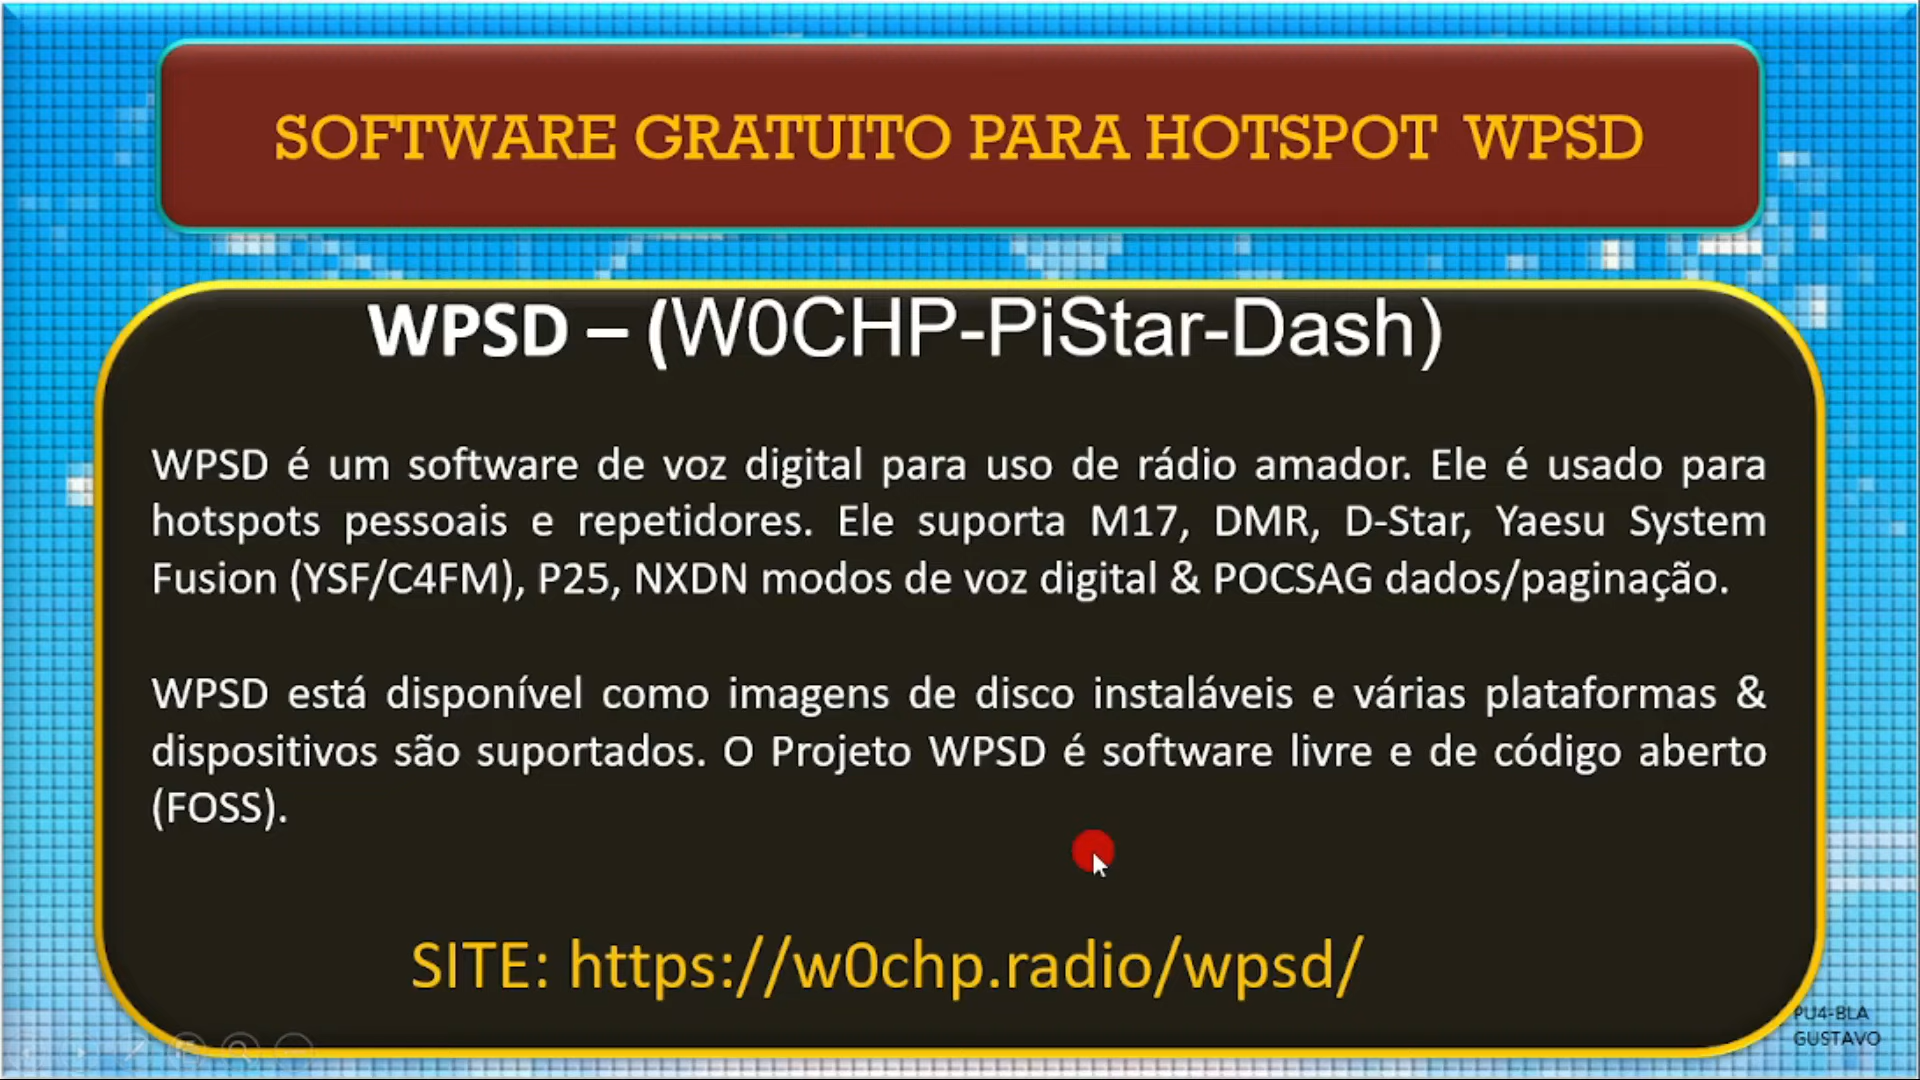 SOFTWARE GRATUITO PARA HOTSPOT WPSD
WPSD – (W0CHP-PiStar-Dash)
WPSD é um software de voz digital para uso de rádio amador. Ele é usado para
hotspots pessoais e repetidores. Ele suporta M17, DMR, D-Star, Yaesu System
Fusion (YSF/C4FM), P25, NXDN modos de voz digital & POCSAG dados/paginação.
WPSD está disponível como imagens de disco instaláveis e várias plataformas &
dispositivos são suportados. O Projeto WPSD é software livre e de código aberto
(FOSS).
SITE: https://w0chp.radio/wpsd/
PU4-BLA
GUSTAVO